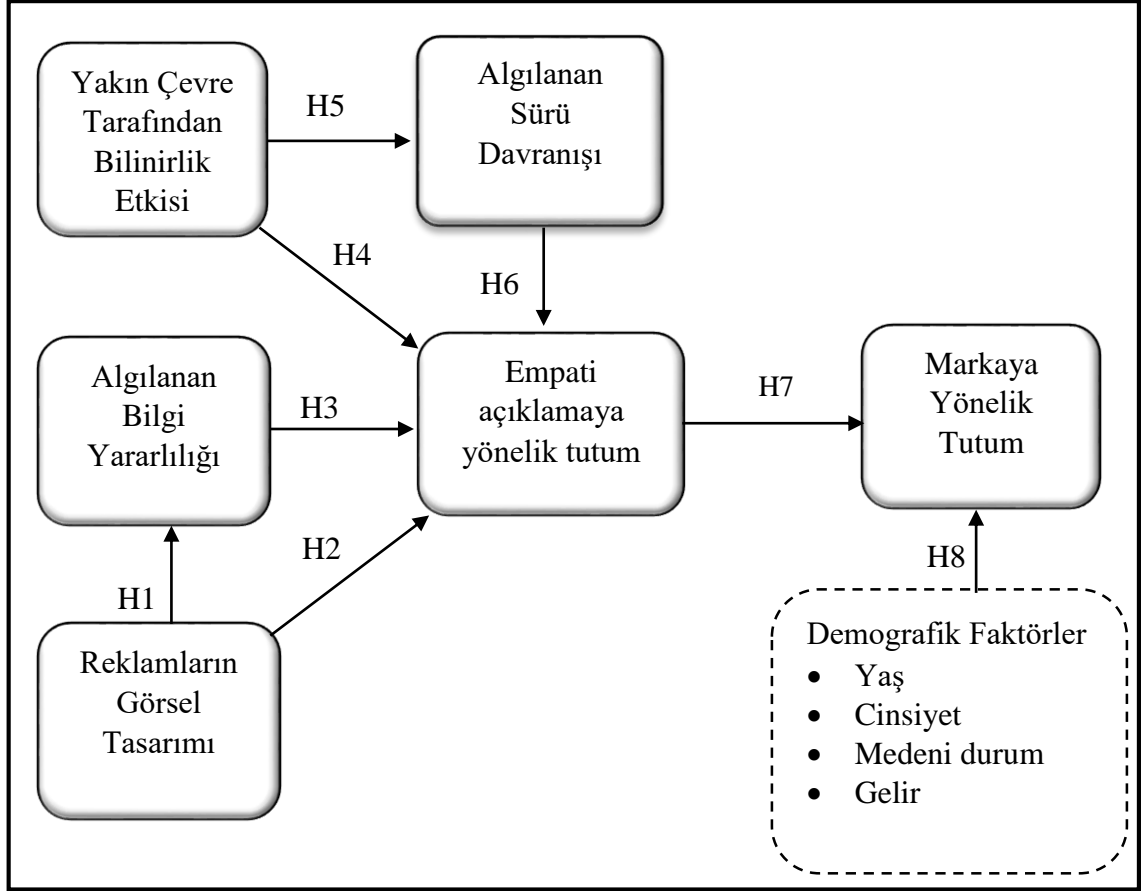 Yakın Çevre
Tarafından
Bilinirlik
Etkisi
H5
Algılanan
Sürü
Davranışı
H4
H6
Algılanan
Bilgi
Yararlılığı
H3
Empati
açıklamaya
yönelik tutum
H7
Markaya
Yönelik
Tutum
H2
H1
H8
Reklamların
Görsel
Tasarımı
Demografik Faktörler
• Yaş
• Cinsiyet
• Medeni durum
• Gelir